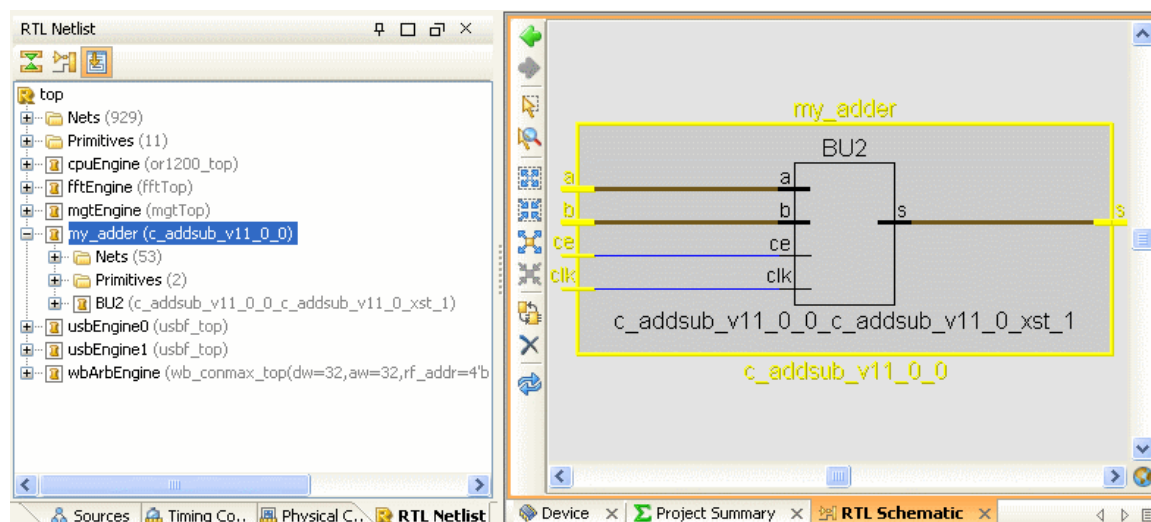 RTL Netlist
top
Nets (929)
Primitives (11)
cpuEngine (or1200_top)
fftEngine (fftTop)
mgtEngine (mgtTop)
my_adder (c_addsub_v11_0_0)
Nets (53)
Primitives (2)
BU2 (c_addsub_v11_0_0_c_addsub_v11_0_xst_1)
usbEngine0 (usbf_top)
usbEngine1 (usbf_top)
wbArbEngine (wb_conmax_top(dw=32,aw=32,rf_addr=4'b
Sources Timing Co... Physical C... RTL Netlist
my_adder
BU2
a a
b b s s
ce ce
clk clk
c_addsub_v11_0_0_c_addsub_v11_0_xst_1
c_addsub_v11_0_0
Device Project Summary RTL Schematic